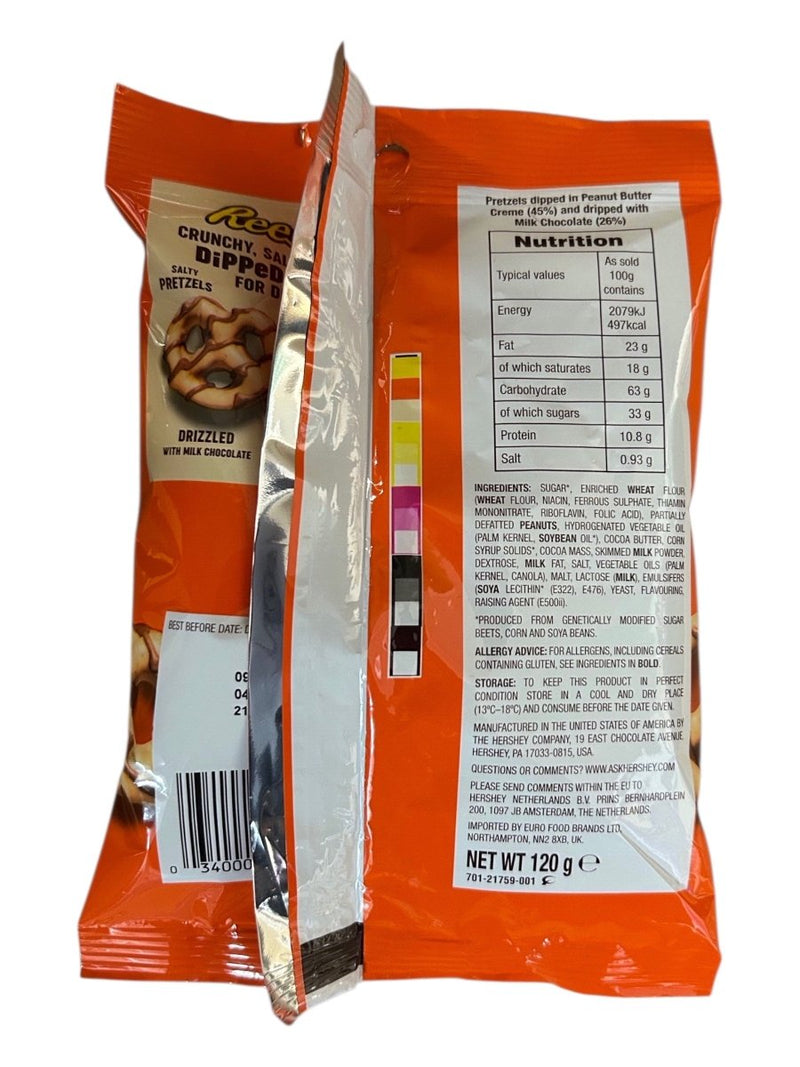 CRUNCHY,
DiPPeD
FOR D
SALTY
PRETZELS
DRIZZLED
WITH MILK CHOCOLATE
BEST BEFORE DATE:
09
04
21
0 34000
Pretzels dipped in Peanut Butter
Creme (45%) and dripped with
Milk Chocolate (26%)
Nutrition
Typical values
As sold
100g
contains
Energy
2079kJ
497kcal
Fat 23 g
of which saturates 18 g
Carbohydrate 63 g
of which sugars 33 g
Protein 10.8 g
Salt 0.93 g
INGREDIENTS: SUGAR*, ENRICHED WHEAT FLOUR
(WHEAT FLOUR, NIACIN, FERROUS SULPHATE, THIAMIN
MONONITRATE, RIBOFLAVIN, FOLIC ACID), PARTIALLY
DEFATTED PEANUTS, HYDROGENATED VEGETABLE OIL
(PALM KERNEL, SOYBEAN OIL*), COCOA BUTTER, CORN
SYRUP SOLIDS*, COCOA MASS, SKIMMED MILK POWDER,
DEXTROSE, MILK FAT, SALT, VEGETABLE OILS (PALM
KERNEL, CANOLA), MALT, LACTOSE (MILK), EMULSIFERS
(SOYA LECITHIN* (E322), E476), YEAST, FLAVOURING,
RAISING AGENT (E500ii).
*PRODUCED FROM GENETICALLY MODIFIED SUGAR
BEETS, CORN AND SOYA BEANS.
ALLERGY ADVICE: FOR ALLERGENS, INCLUDING CEREALS
CONTAINING GLUTEN, SEE INGREDIENTS IN BOLD.
STORAGE: TO KEEP THIS PRODUCT IN PERFECT
CONDITION STORE IN A COOL AND DRY PLACE
(13°C–18°C) AND CONSUME BEFORE THE DATE GIVEN.
MANUFACTURED IN THE UNITED STATES OF AMERICA BY
THE HERSHEY COMPANY, 19 EAST CHOCOLATE AVENUE
HERSHEY, PA 17033-0815, USA.
QUESTIONS OR COMMENTS? WWW.ASKHERSHEY.COM
PLEASE SEND COMMENTS WITHIN THE EU TO
HERSHEY NETHERLANDS B.V. PRINS BERNHARDPLEIN
200, 1097 JB AMSTERDAM, THE NETHERLANDS.
IMPORTED BY EURO FOOD BRANDS LTD,
NORTHAMPTON, NN2 8XB, UK.
NET WT 120 g ℮
701-21759-001